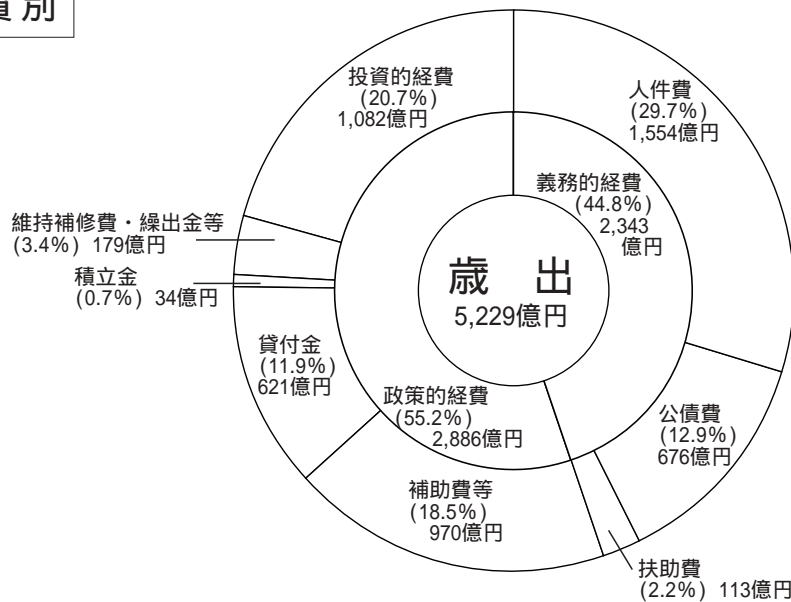 別
歳 出
5,229億円
義務的経費
(44.8%)
2,343
億円
政策的経費
(55.2%)
2,886億円
人件費
(29.7%)
1,554億円
公債費
(12.9%)
676億円
扶助費
(2.2%) 113億円
補助費等
(18.5%)
970億円
貸付金
(11.9%)
621億円
積立金
(0.7%) 34億円
維持補修費・繰出金等
(3.4%) 179億円
投資的経費
(20.7%)
1,082億円